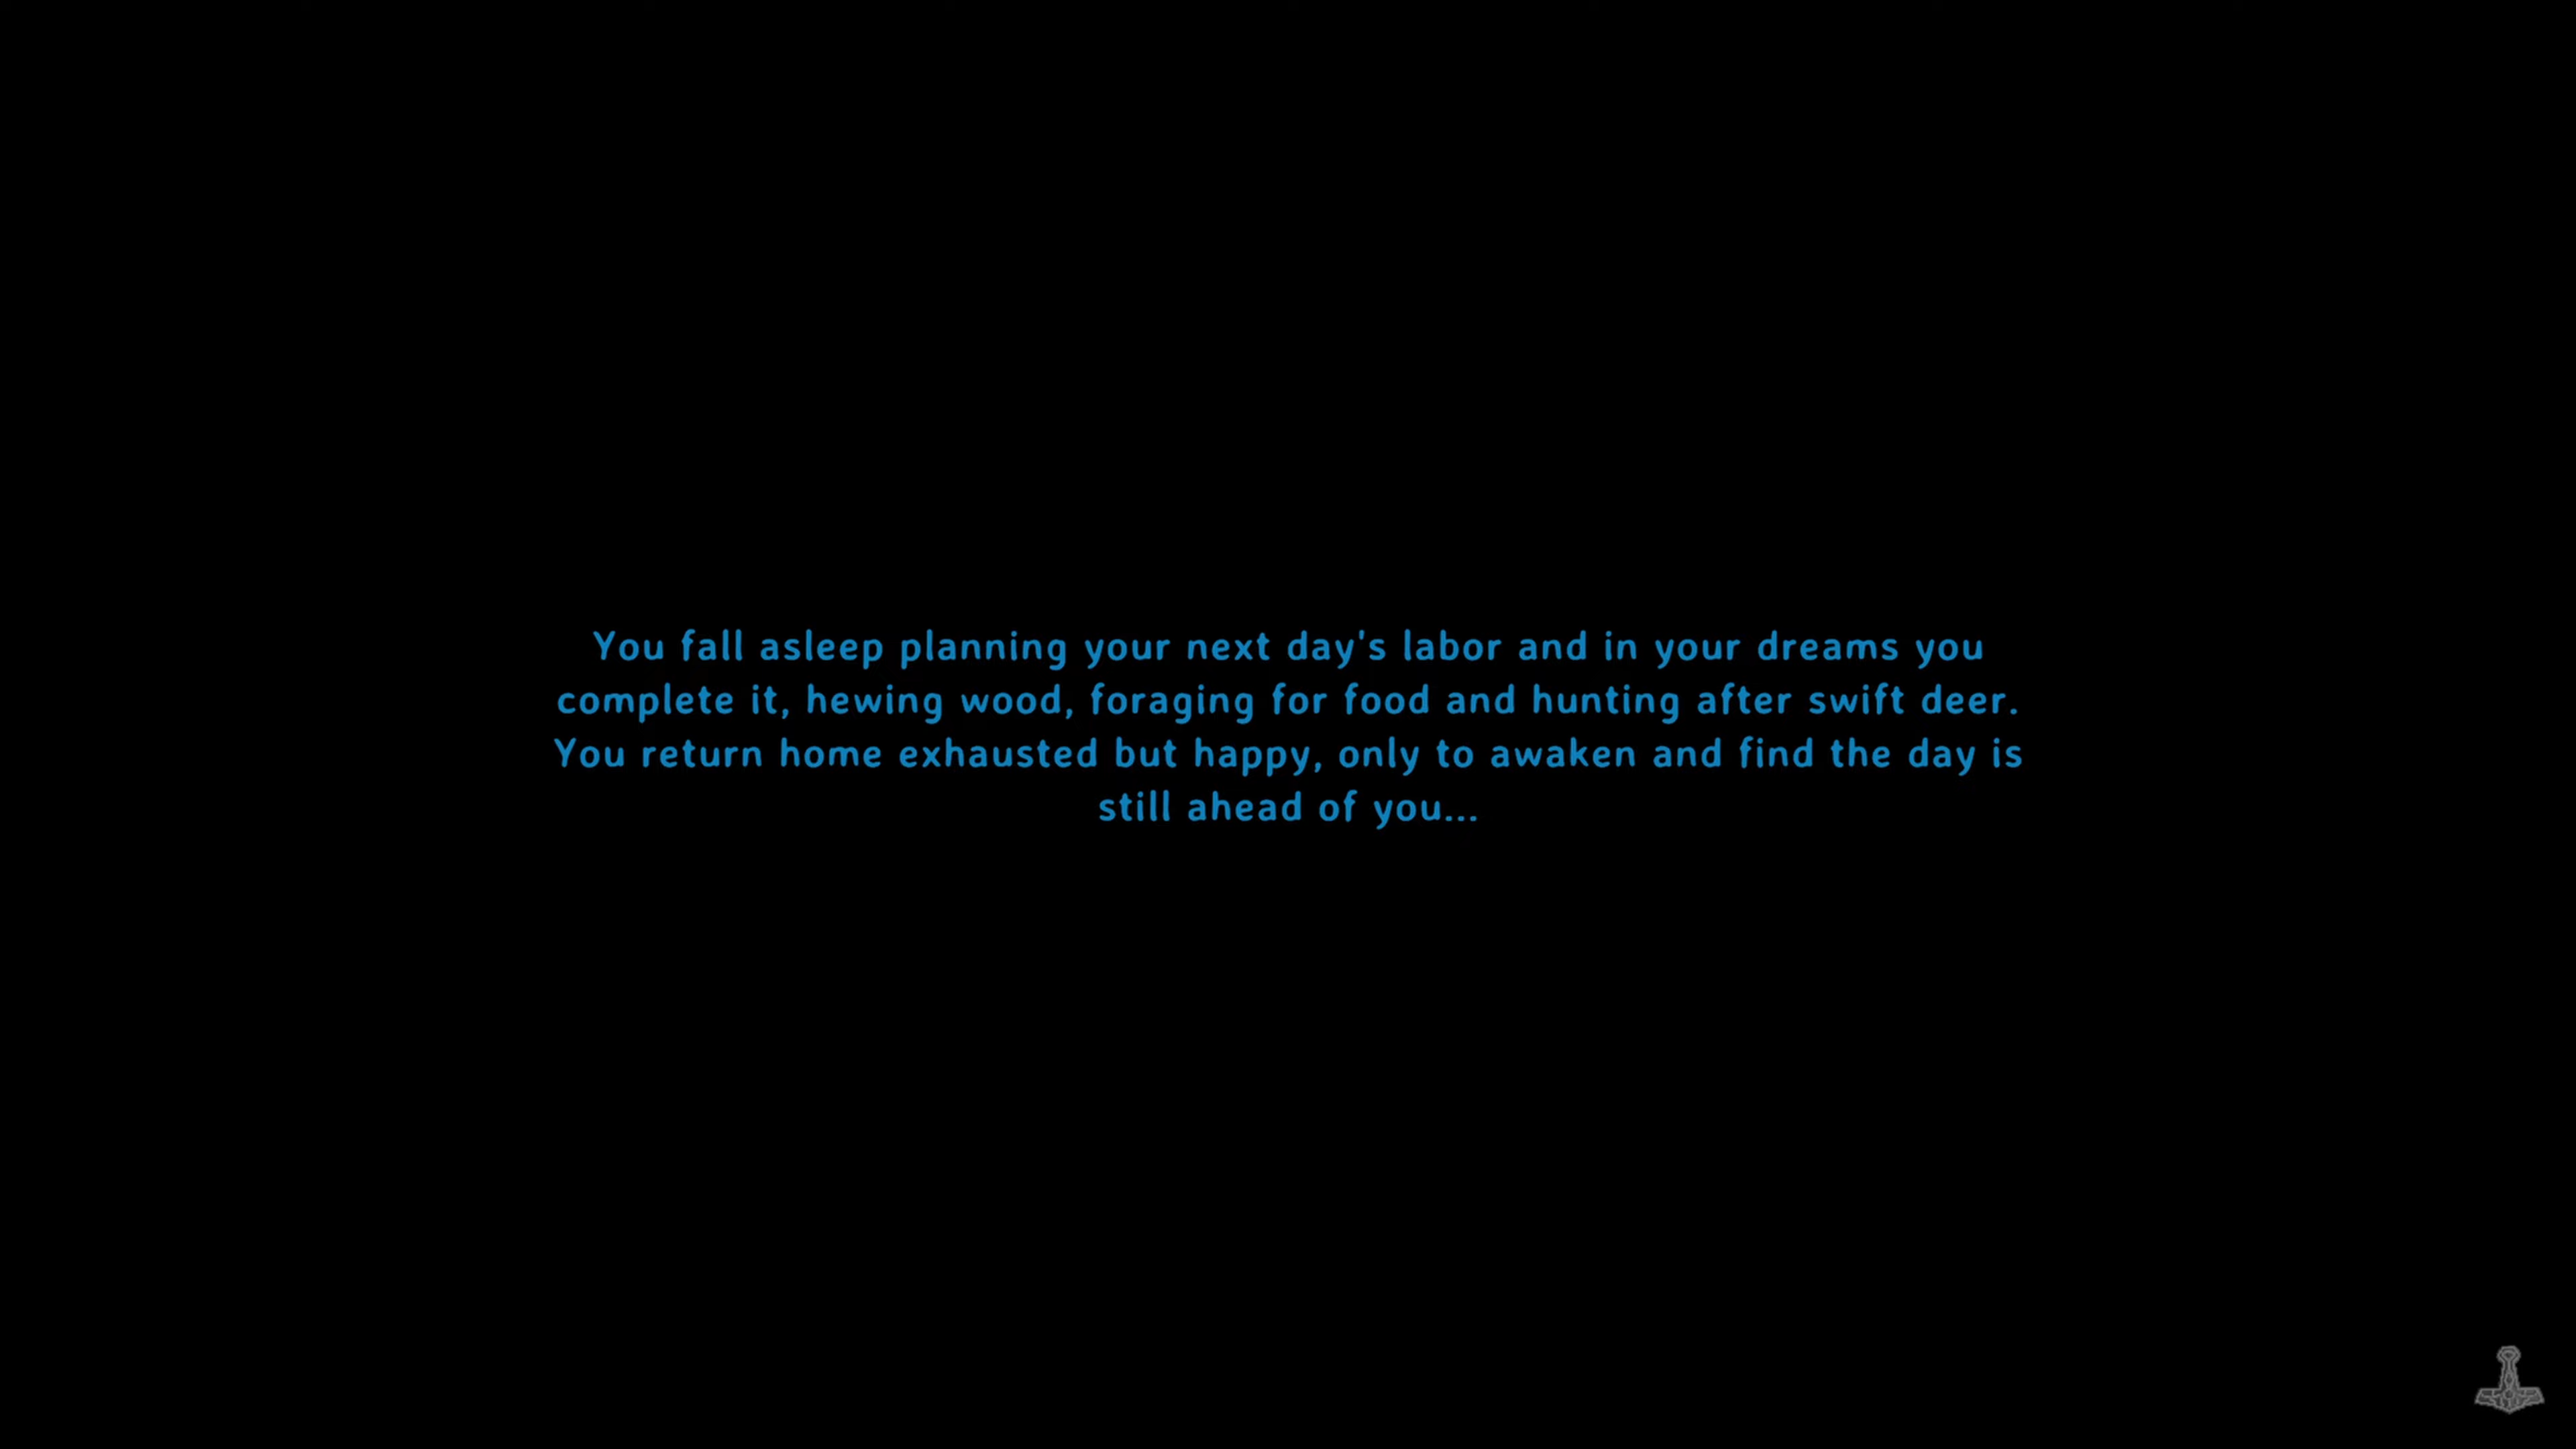 You fall asleep planning your next day's labor and in your dreams you
complete it, hewing wood, foraging for food and hunting after swift deer.
You return home exhausted but happy, only to awaken and find the day is
still ahead of you...